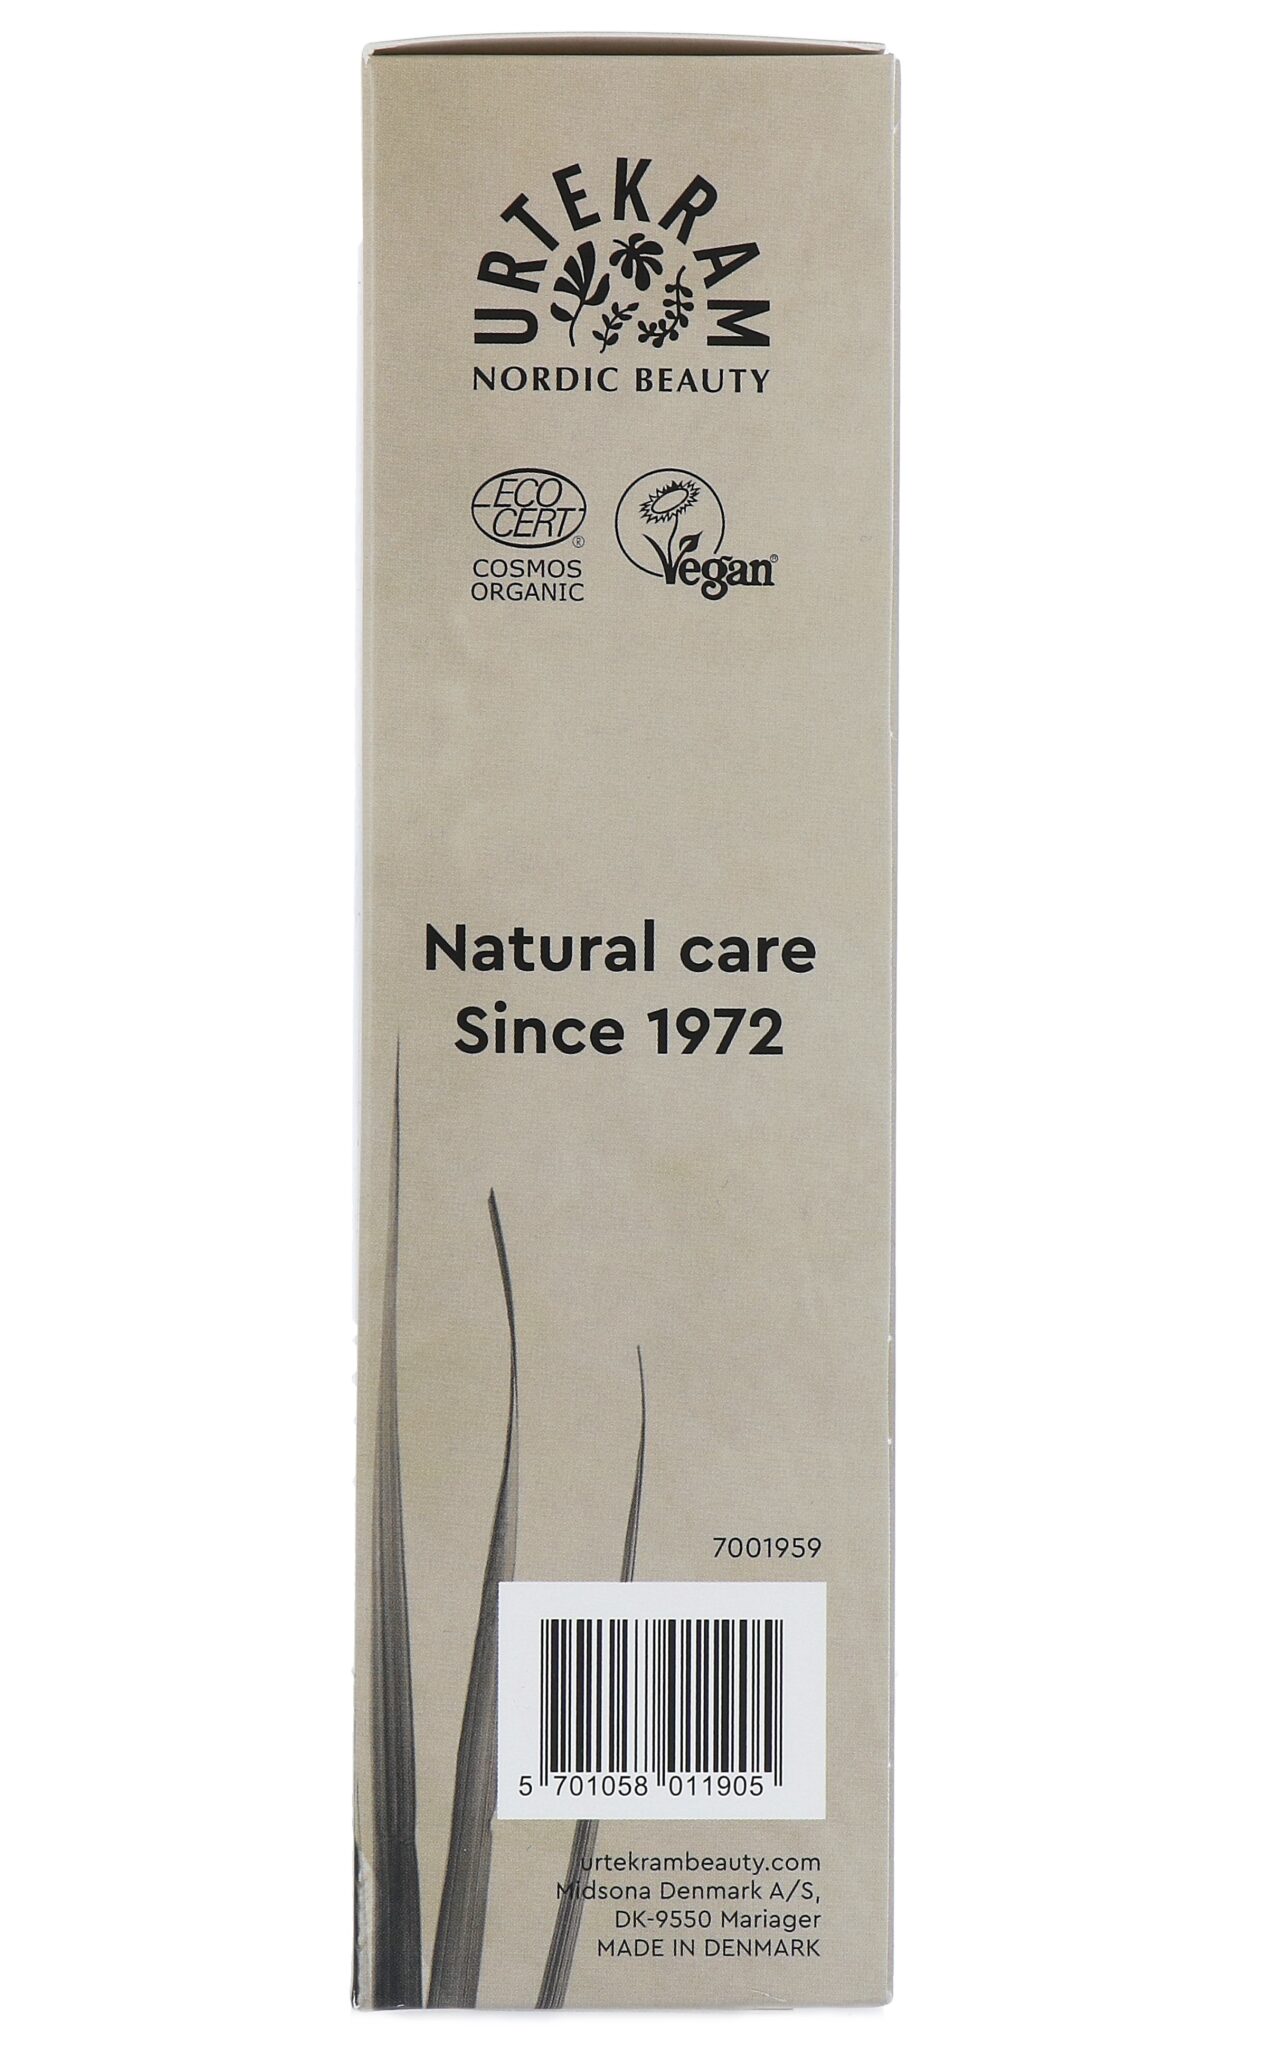 URTEKRAM
NORDIC BEAUTY
ECO
CERT®
COSMOS
ORGANIC
Vegan®
Natural care
Since 1972
7001959
5 701058 011905
urtekrambeauty.com
Midsona Denmark A/S,
DK-9550 Mariager
MADE IN DENMARK